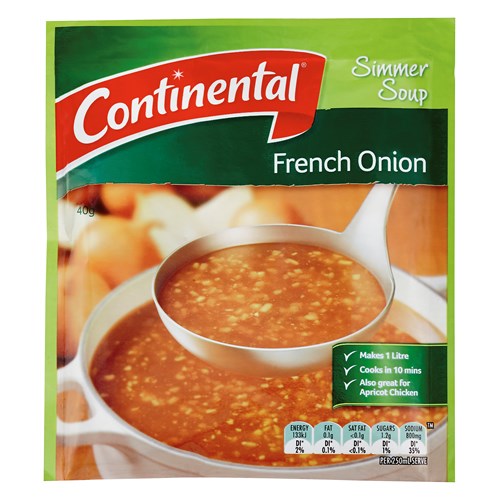 Continental®
Simmer
Soup
French Onion
40g
Makes 1 Litre
Cooks in 10 mins
Also great for
Apricot Chicken
ENERGY FAT SAT FAT SUGARS SODIUM ™
133kJ 0.1g <0.1g 1.2g 800mg
DI* DI* DI* DI* DI*
2% 0.1% <0.1% 1% 35%
PER 250mL SERVE